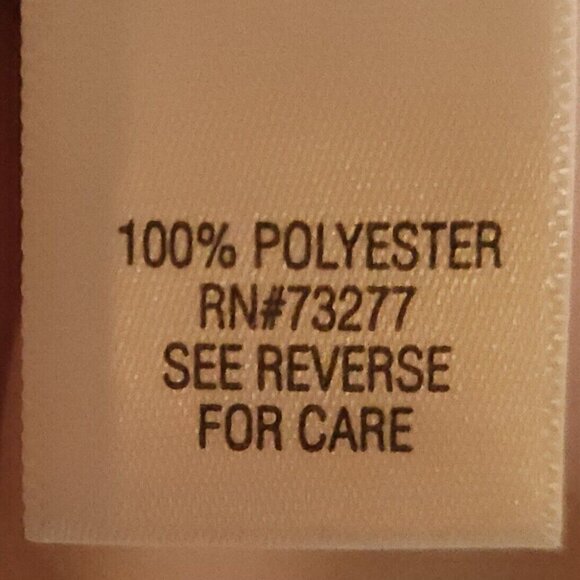 100% POLYESTER
RN#73277
SEE REVERSE
FOR CARE